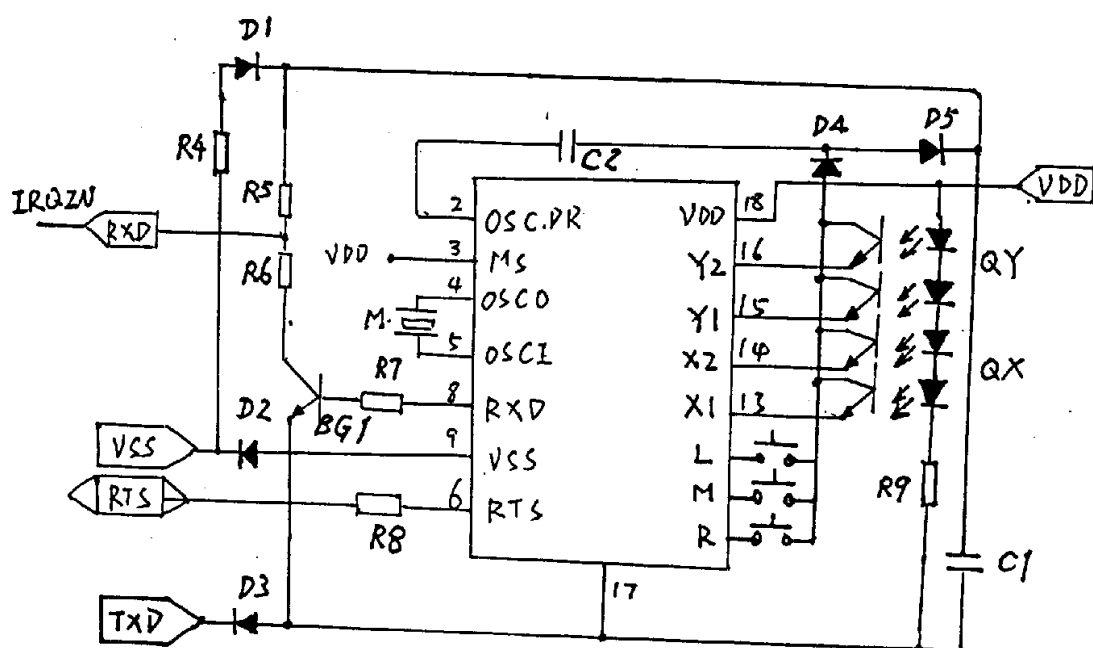 D1
D4
D5
R4
C2
R5
2
OSC.DR
VDD
18
VDD
IRQIN
RXD
R6
VDD
3
MS
Y2
16
QY
M.
4
OSCO
Y1
15
5
OSCI
X2
14
QX
R7
8
RXD
X1
13
BG1
D2
9
VSS
VSS
L
RTS
R8
6
RTS
M
R9
R
C1
D3
17
TXD